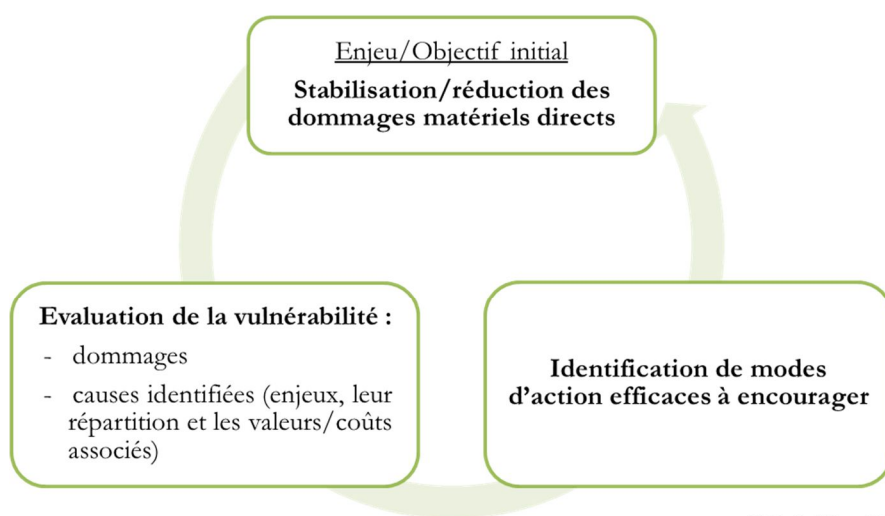 Enjeu/Objectif initial
Stabilisation/réduction des
dommages matériels directs
Evaluation de la vulnérabilité :
- dommages
- causes identifiées (enjeux, leur
répartition et les valeurs/coûts
associés)
Identification de modes
d'action efficaces à encourager